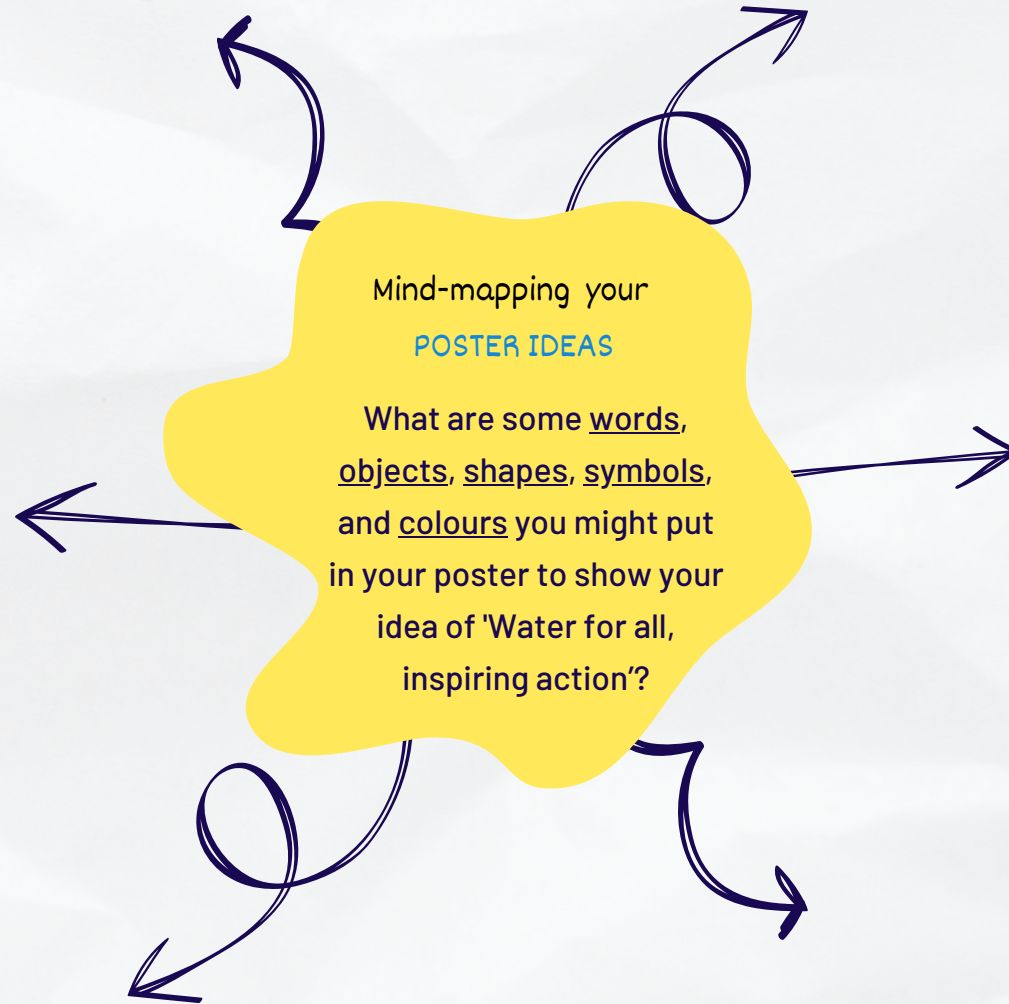 Mind-mapping your
POSTER IDEAS
What are some words,
objects, shapes, symbols,
and colours you might put
in your poster to show your
idea of 'Water for all,
inspiring action’?